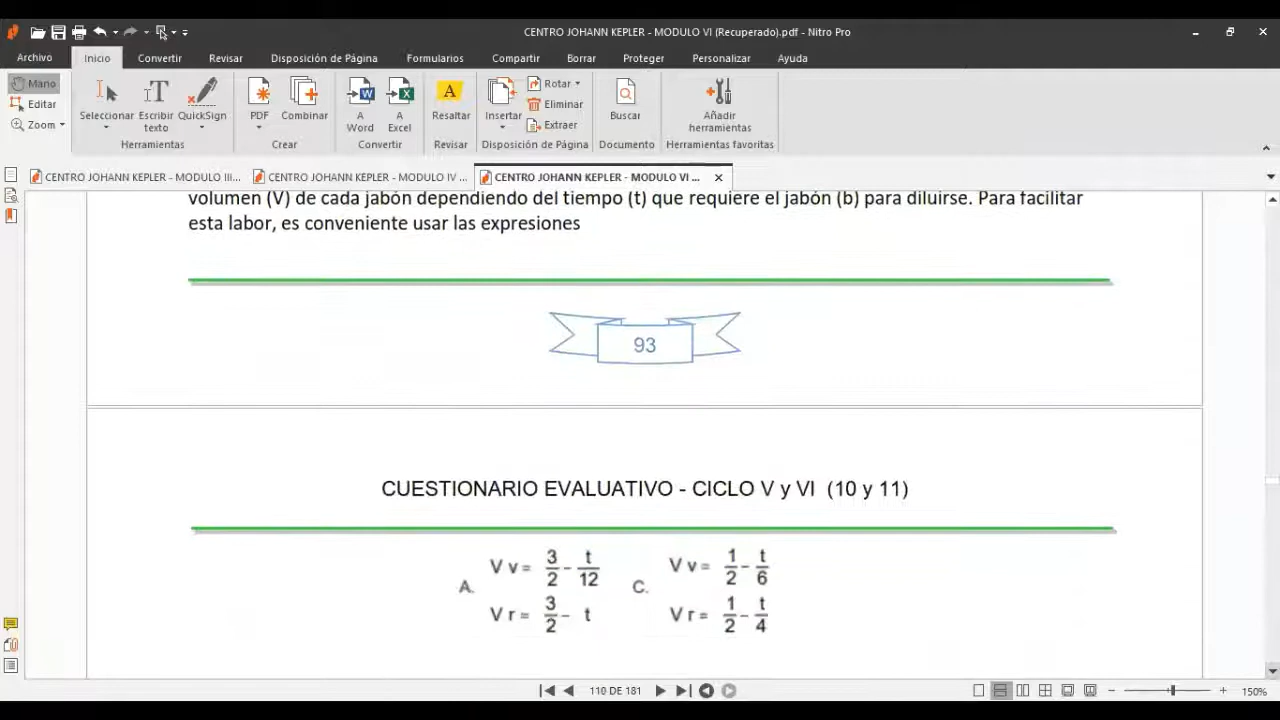 CENTRO JOHANN KEPLER - MODULO VI (Recuperado).pdf - Nitro Pro
Archivo Inicio Convertir Revisar Disposición de Página Formularios Compartir Borrar Proteger Personalizar Ayuda
Mano
Editar
Zoom
Seleccionar
Escribir texto
QuickSign
Herramientas
PDF
Combinar
Crear
A Word
A Excel
Convertir
Resaltar
Revisar
Insertar
Rotar
Eliminar
Extraer
Disposición de Página
Buscar
Documento
Añadir herramientas
Herramientas favoritas
CENTRO JOHANN KEPLER - MODULO III...
CENTRO JOHANN KEPLER - MODULO IV ...
CENTRO JOHANN KEPLER - MODULO VI ...
volumen (V) de cada jabón dependiendo del tiempo (t) que requiere el jabón (b) para diluirse. Para facilitar
esta labor, es conveniente usar las expresiones
93
CUESTIONARIO EVALUATIVO - CICLO V y VI (10 y 11)
A.
V v = 3/2 - t/12
V r = 3/2 - t
C.
V v = 1/2 - t/6
V r = 1/2 - t/4
110 DE 181
150%